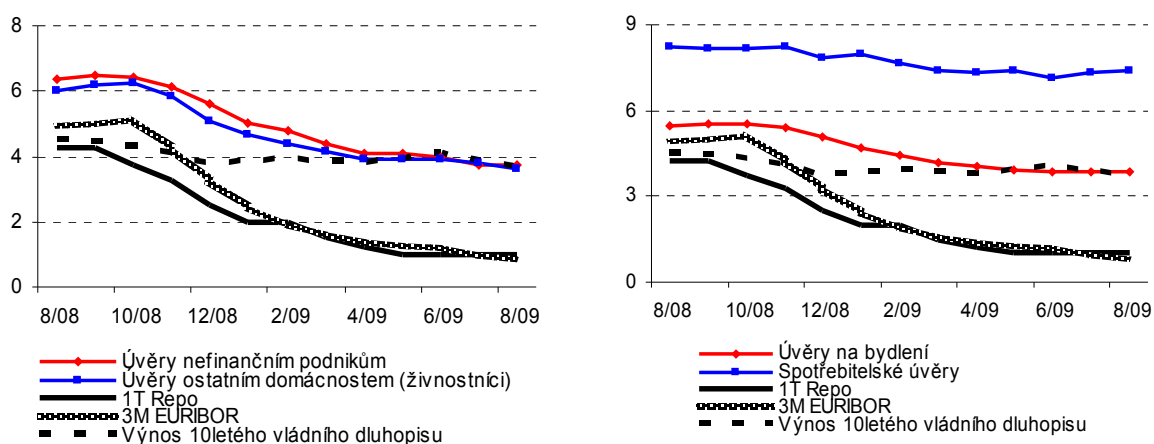 8
6
4
2
0
8/08 10/08 12/08 2/09 4/09 6/09 8/09
Úvěry nefinančním podnikům
Úvěry ostatním domácnostem (živnostníci)
1T Repo
3M EURIBOR
Výnos 10letého vládního dluhopisu
9
6
3
0
8/08 10/08 12/08 2/09 4/09 6/09 8/09
Úvěry na bydlení
Spotřebitelské úvěry
1T Repo
3M EURIBOR
Výnos 10letého vládního dluhopisu